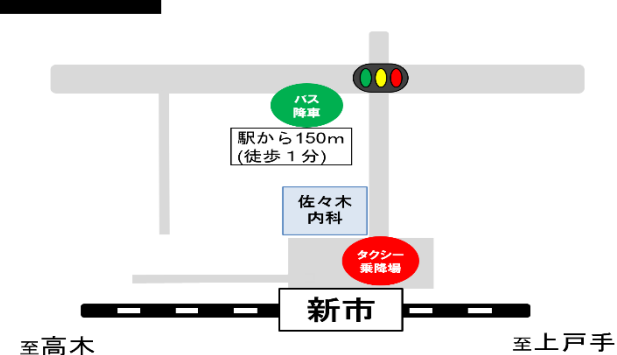 バス
降車
駅から150m
(徒歩１分)
佐々木
内科
タクシー
乗降場
新市
至高木
至上戸手